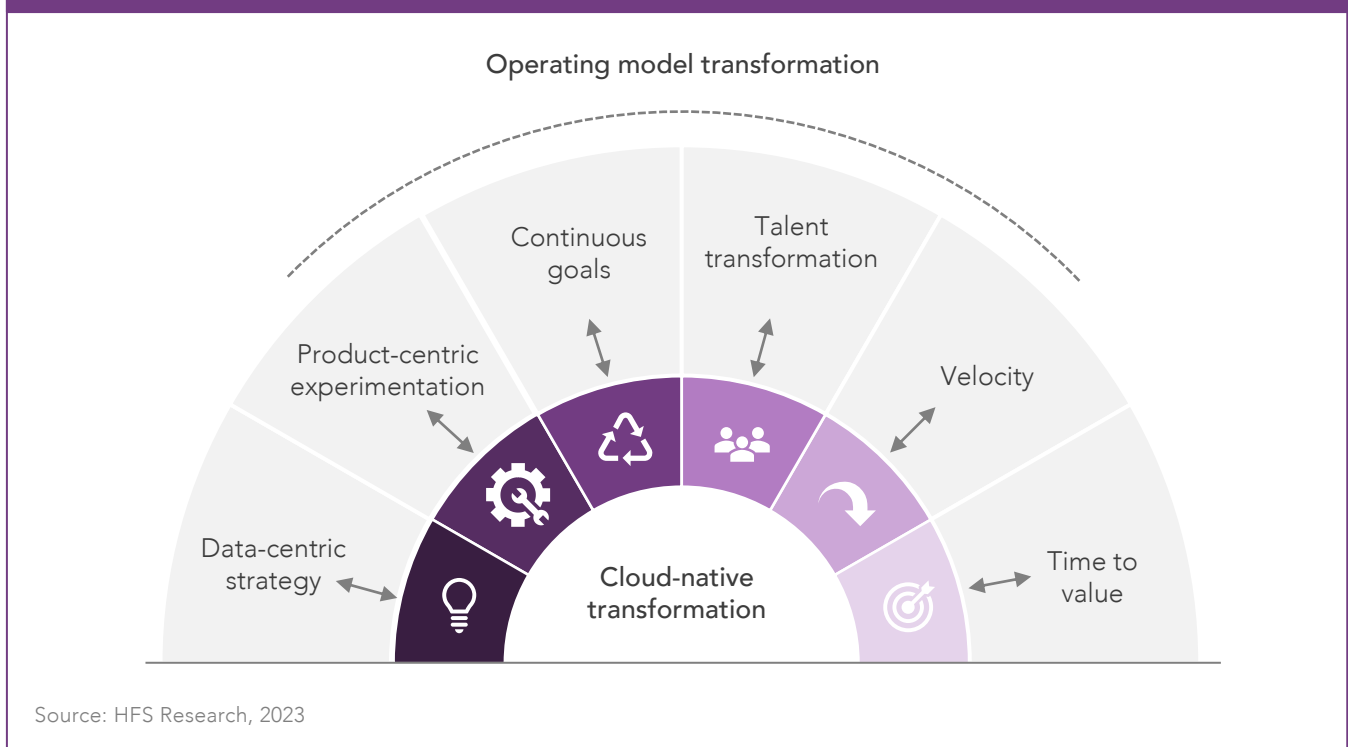 Operating model transformation
Continuous
goals
Talent
transformation
Product-centric
experimentation
Velocity
Data-centric
strategy
Cloud-native
transformation
Time to
value
Source: HFS Research, 2023